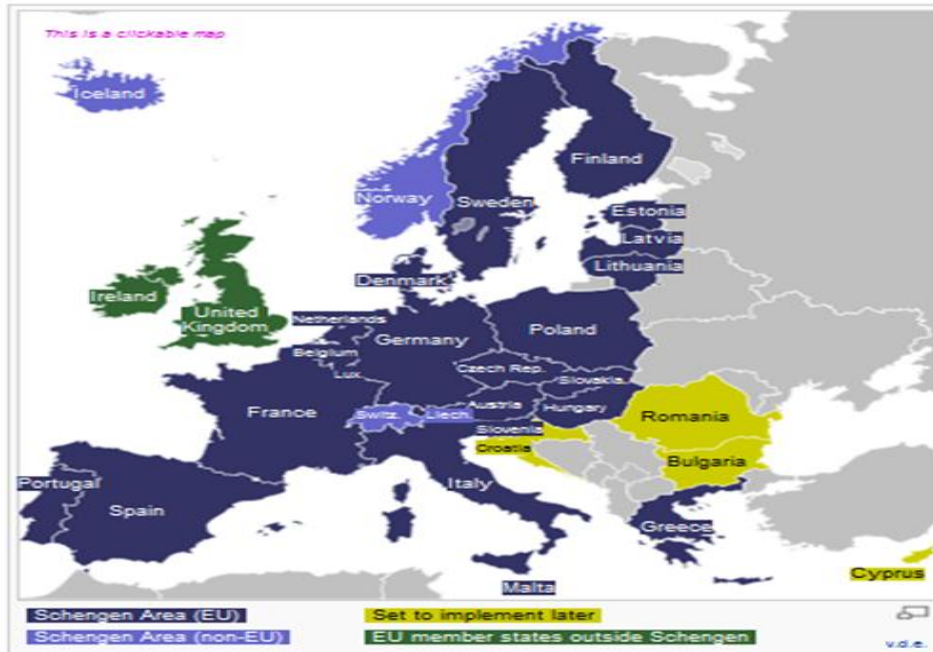 This is a clickable map
Iceland
Finland
Norway
Sweden
Estonia
Latvia
Lithuania
Denmark
Ireland
United
Kingdom
Netherlands
Germany
Poland
Belgium
Lux.
Czech Rep.
Slovakia
France
Switz.
Liech.
Austria
Hungary
Slovenia
Croatia
Romania
Bulgaria
Portugal
Spain
Italy
Greece
Cyprus
Malta
Schengen Area (EU)
Set to implement later
Schengen Area (non-EU)
EU member states outside Schengen
v.d.e.